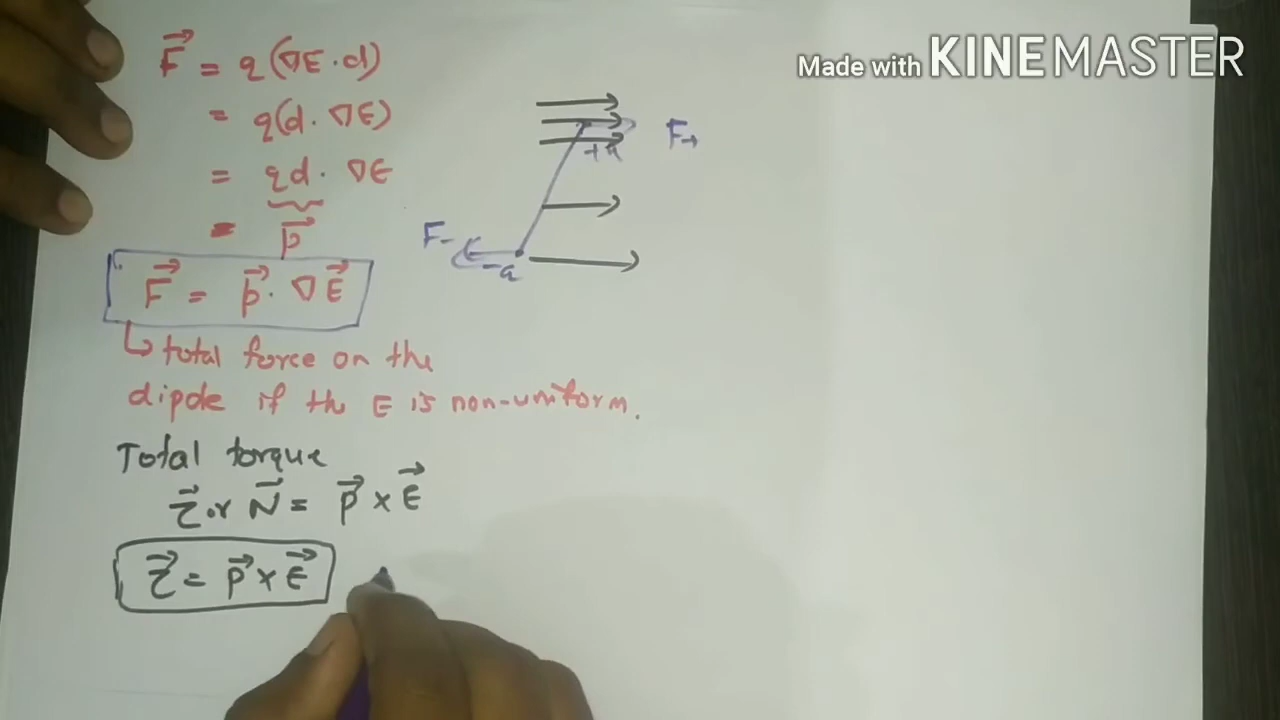 F⃗ = q(∇E·d)
= q(d·∇E)
= qd·∇E
= p⃗
F⃗ = p⃗·∇E⃗
↳ total force on the
dipole if the E is non-uniform.
Total torque
τ⃗ or N⃗ = p⃗ × E⃗
τ⃗ = p⃗ × E⃗
F+
+q
F-
-q
Made with KINEMASTER